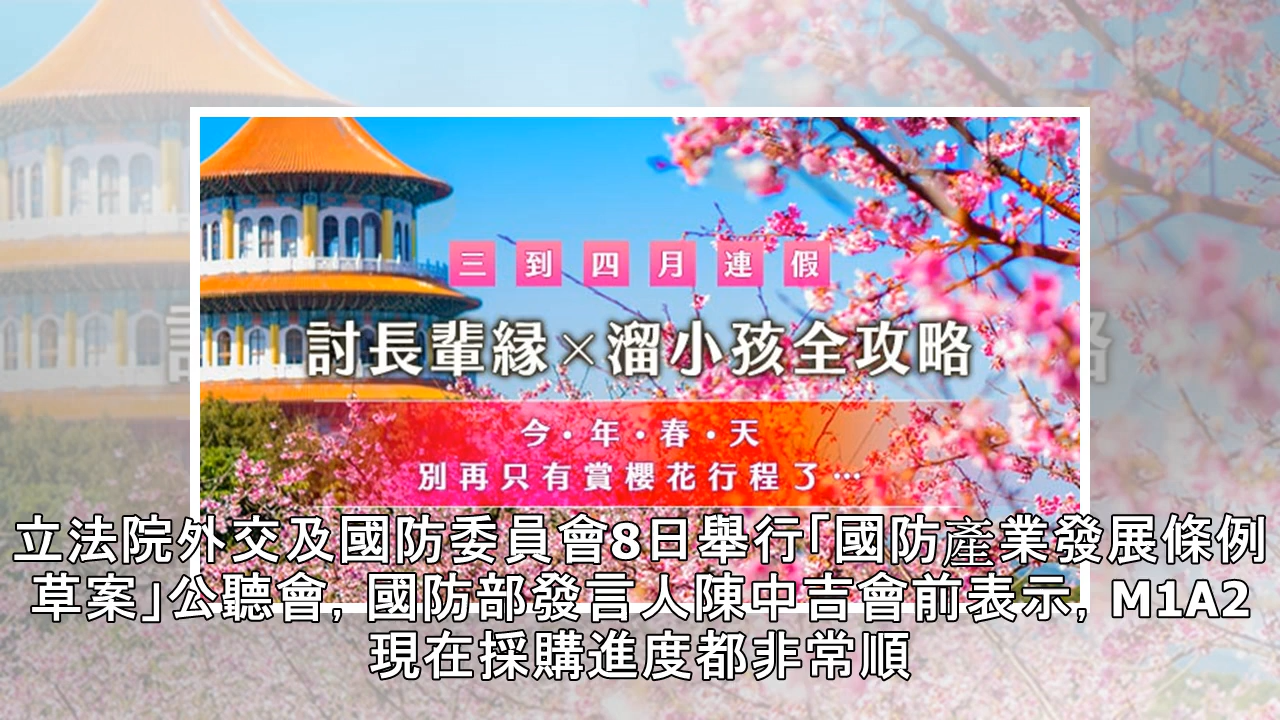 三到四月連假
討長輩緣×溜小孩全攻略
今・年・春・天
別再只有賞櫻花行程了…
立法院外交及國防委員會8日舉行「國防產業發展條例
草案」公聽會, 國防部發言人陳中吉會前表示, M1A2
現在採購進度都非常順